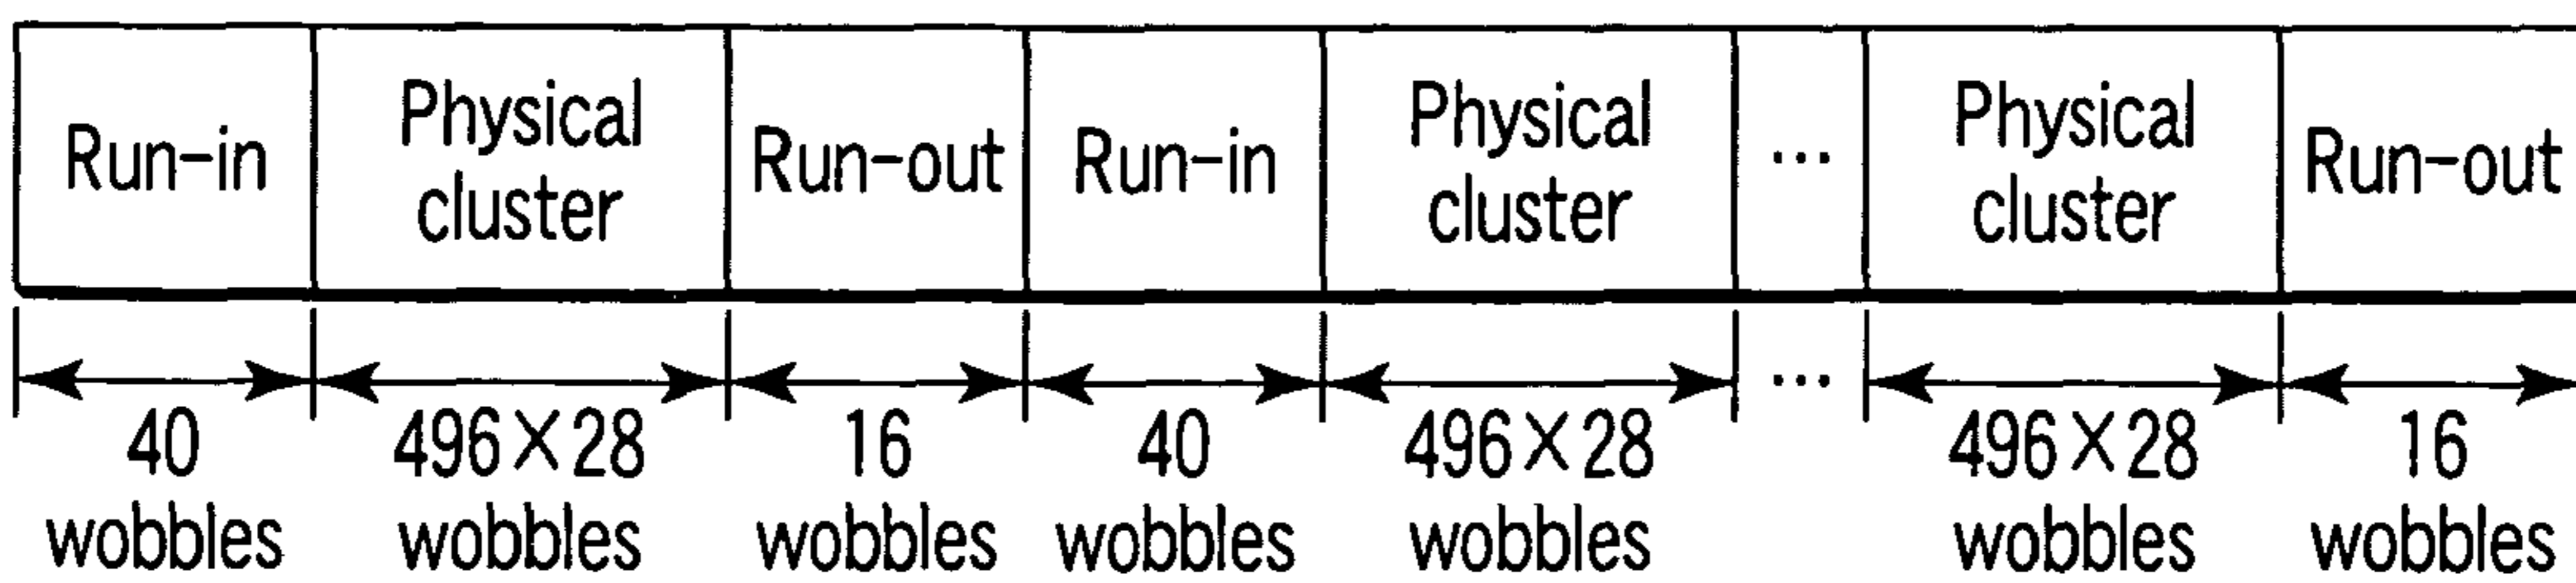 Run-in
Physical
cluster
Run-out
Run-in
Physical
cluster
...
Physical
cluster
Run-out
40
wobbles
496×28
wobbles
16
wobbles
40
wobbles
496×28
wobbles
...
496×28
wobbles
16
wobbles